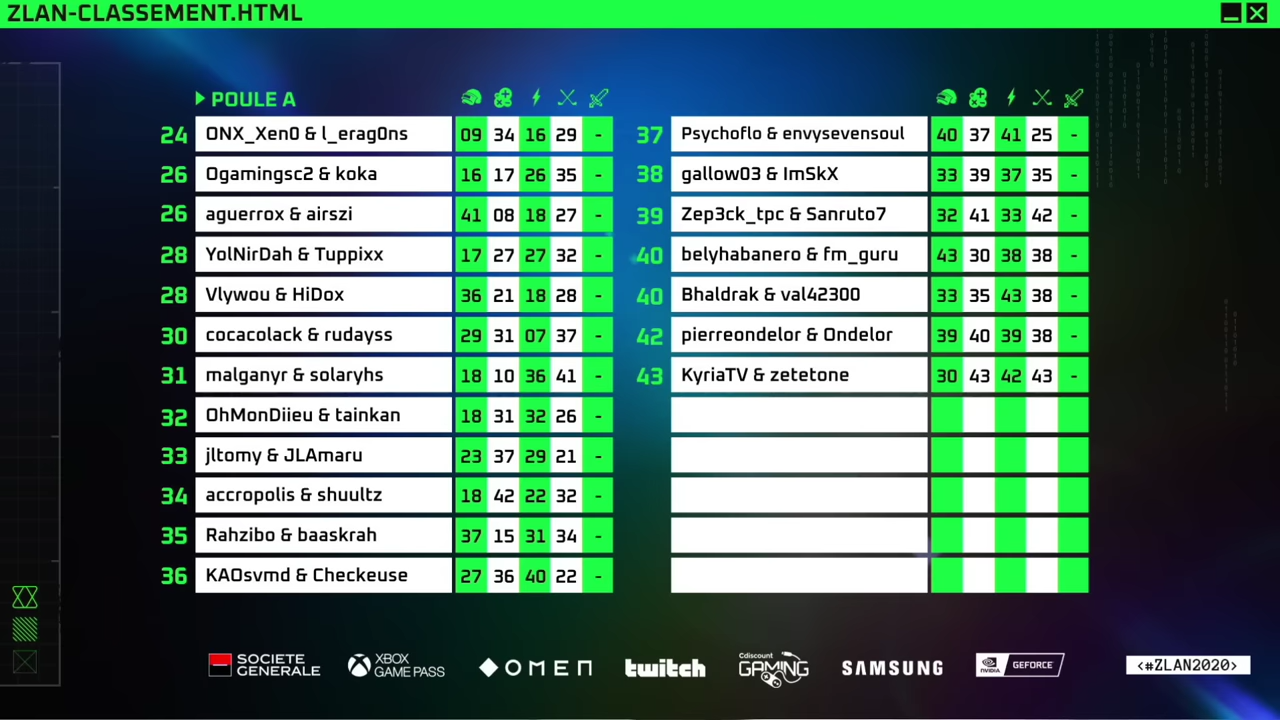 ZLAN-CLASSEMENT.HTML
POULE A
24 ONX_Xen0 & l_erag0ns 09 34 16 29 -
26 Ogamingsc2 & koka 16 17 26 35 -
26 aguerrox & airszi 41 08 18 27 -
28 YolNirDah & Tuppixx 17 27 27 32 -
28 Vlywou & HiDox 36 21 18 28 -
30 cocacolack & rudayss 29 31 07 37 -
31 malganyr & solaryhs 18 10 36 41 -
32 OhMonDiieu & tainkan 18 31 32 26 -
33 jltomy & JLAmaru 23 37 29 21 -
34 accropolis & shuultz 18 42 22 32 -
35 Rahzibo & baaskrah 37 15 31 34 -
36 KAOsvmd & Checkeuse 27 36 40 22 -
37 Psychoflo & envysevensoul 40 37 41 25 -
38 gallow03 & ImSkX 33 39 37 35 -
39 Zep3ck_tpc & Sanruto7 32 41 33 42 -
40 belyhabanero & fm_guru 43 30 38 38 -
40 Bhaldrak & val42300 33 35 43 38 -
42 pierreondelor & Ondelor 39 40 39 38 -
43 KyriaTV & zetetone 30 43 42 43 -
SOCIETE GENERALE
XBOX GAME PASS
OMEN
twitch
Cdiscount GAMING
SAMSUNG
NVIDIA GEFORCE
<#ZLAN2020>